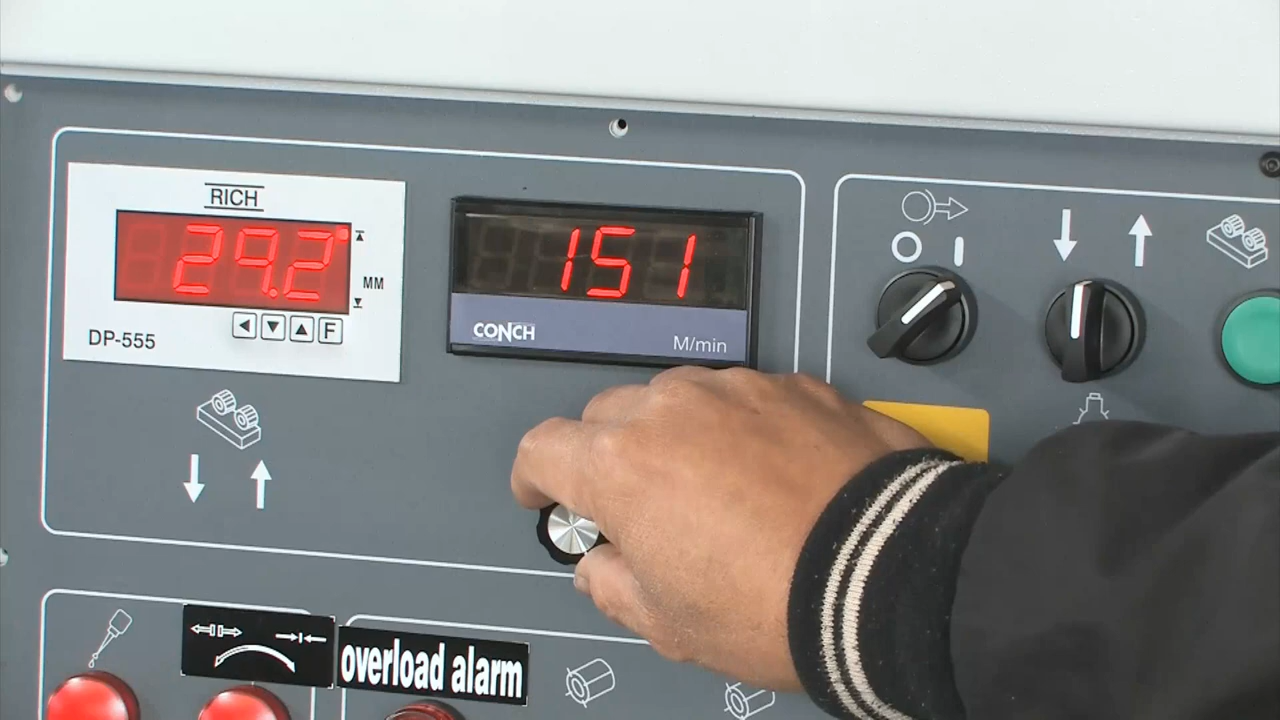 RICH
29.2
MM
DP-555
F
151
CONCH
M/min
overload alarm